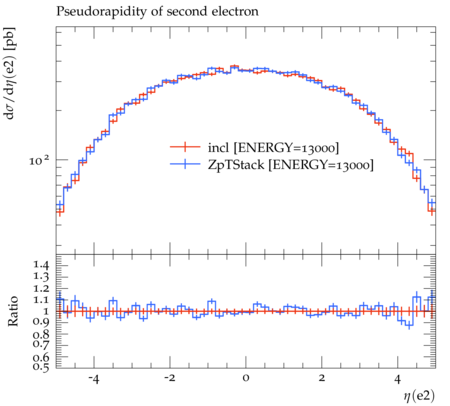 Pseudorapidity of second electron
dσ/dη(e2) [pb]
10²
incl [ENERGY=13000]
ZpTStack [ENERGY=13000]
Ratio
1.4
1.3
1.2
1.1
1
0.9
0.8
0.7
0.6
0.5
-4 -2 0 2 4
η(e2)